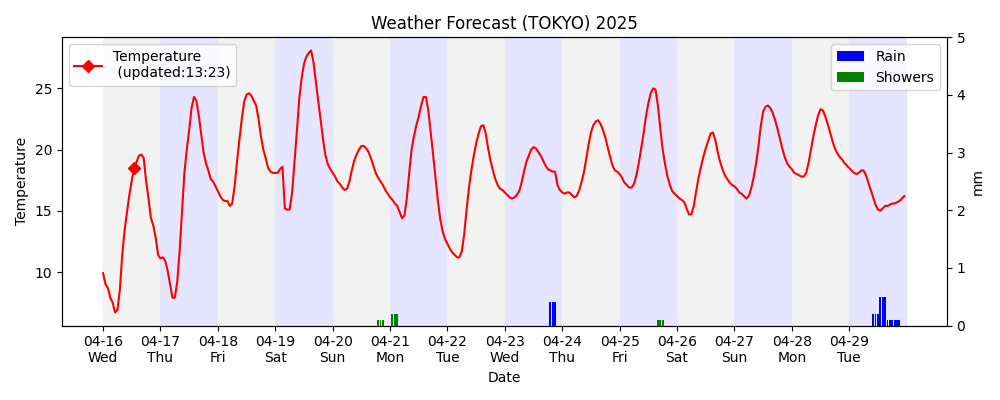 Weather Forecast (TOKYO) 2025
Temperature
(updated:13:23)
Rain
Showers
Temperature
25
20
15
10
5
4
3
2
1
0
mm
04-16 04-17 04-18 04-19 04-20 04-21 04-22 04-23 04-24 04-25 04-26 04-27 04-28 04-29
Wed Thu Fri Sat Sun Mon Tue Wed Thu Fri Sat Sun Mon Tue
Date